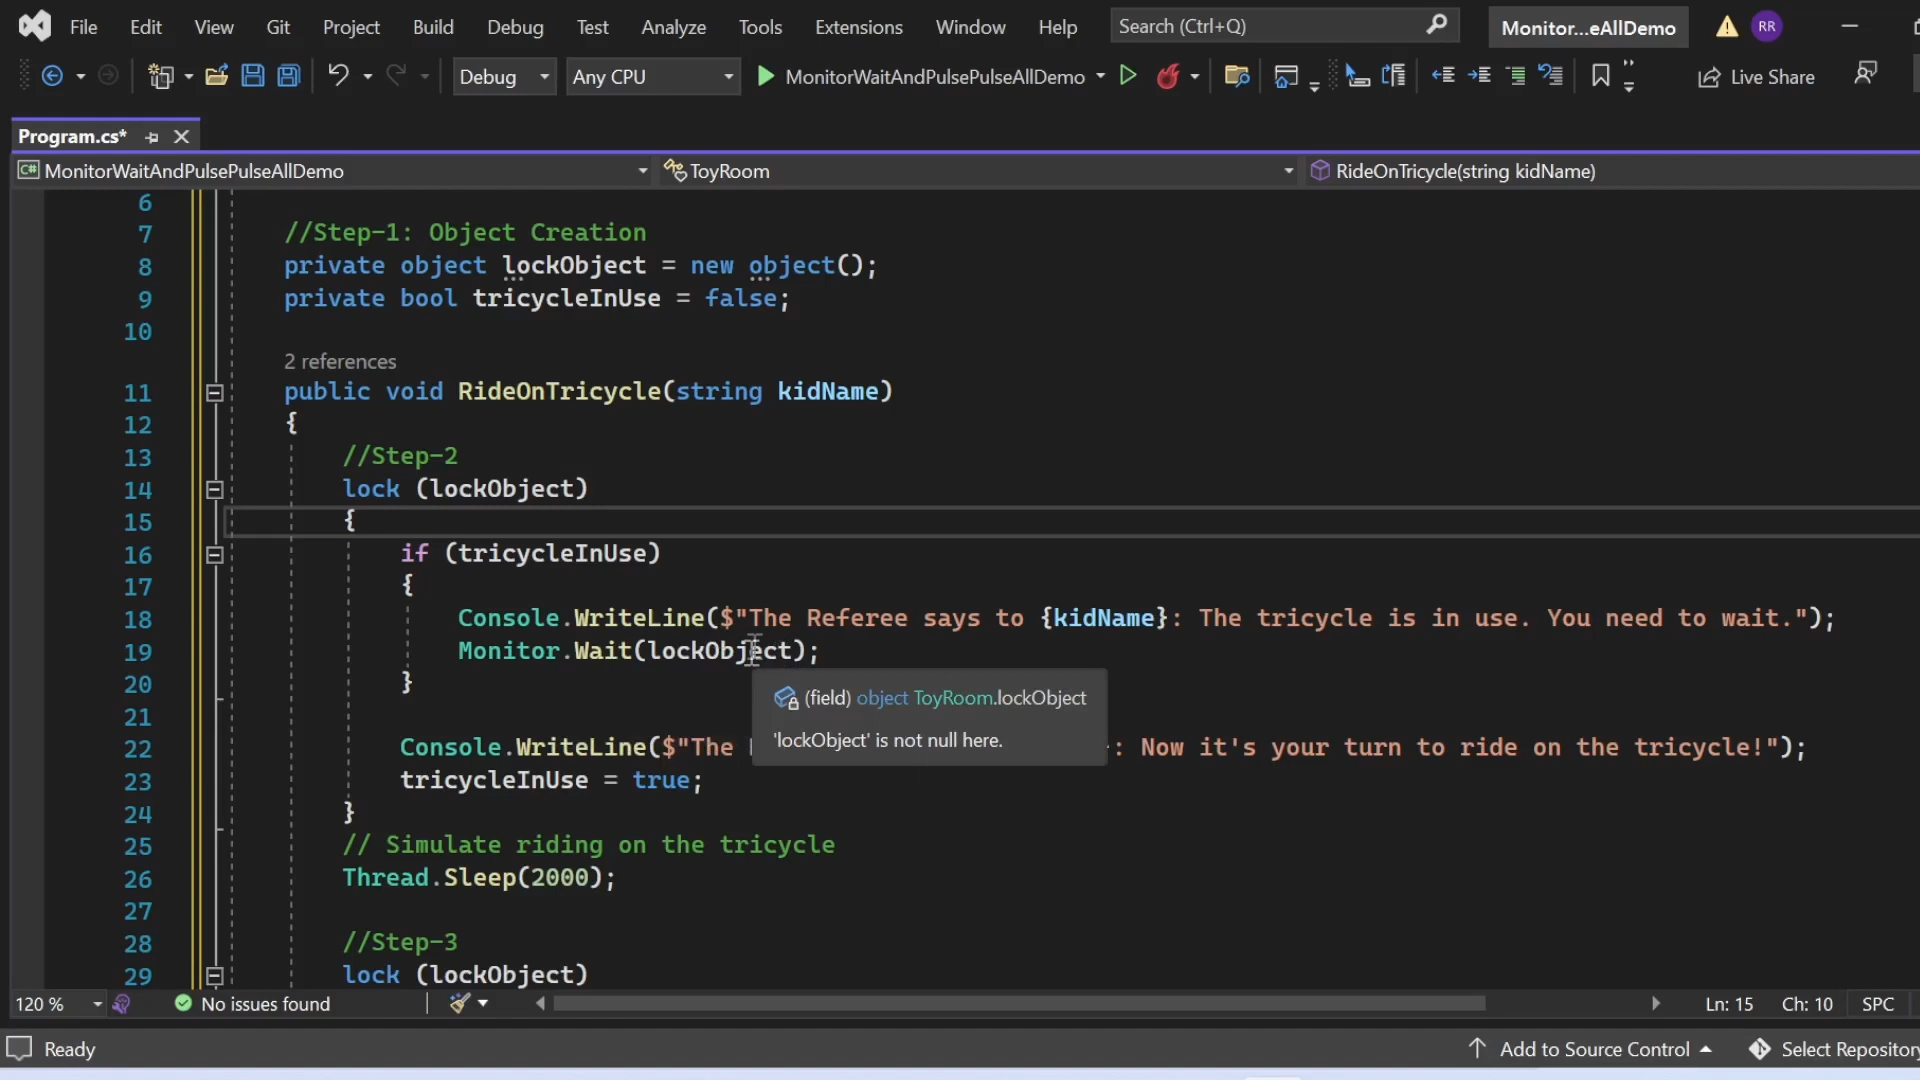 File Edit View Git Project Build Debug Test Analyze Tools Extensions Window Help Search (Ctrl+Q) Monitor...eAllDemo RR
Debug Any CPU MonitorWaitAndPulsePulseAllDemo Live Share
Program.cs*
C# MonitorWaitAndPulsePulseAllDemo ToyRoom RideOnTricycle(string kidName)
6
7 //Step-1: Object Creation
8 private object lockObject = new object();
9 private bool tricycleInUse = false;
10
2 references
11 public void RideOnTricycle(string kidName)
12 {
13 //Step-2
14 lock (lockObject)
15 {
16 if (tricycleInUse)
17 {
18 Console.WriteLine($"The Referee says to {kidName}: The tricycle is in use. You need to wait.");
19 Monitor.Wait(lockObject);
20 }
(field) object ToyRoom.lockObject
'lockObject' is not null here.
21
22 Console.WriteLine($"The : Now it's your turn to ride on the tricycle!");
23 tricycleInUse = true;
24 }
25 // Simulate riding on the tricycle
26 Thread.Sleep(2000);
27
28 //Step-3
29 lock (lockObject)
120 % No issues found Ln: 15 Ch: 10 SPC
Ready Add to Source Control Select Repository